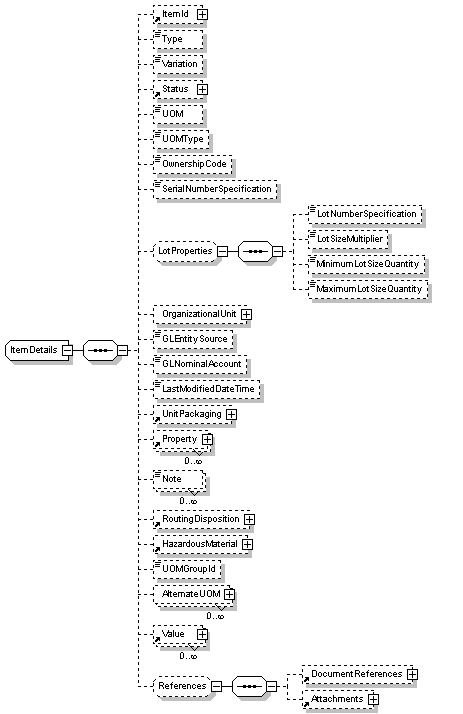 ItemId
Type
Variation
Status
UOM
UOMType
OwnershipCode
SerialNumberSpecification
LotNumberSpecification
LotSizeMultiplier
LotProperties
MinimumLotSizeQuantity
MaximumLotSizeQuantity
OrganizationalUnit
GLEntitySource
ItemDetails
GLNominalAccount
LastModifiedDateTime
UnitPackaging
Property
0..∞
Note
0..∞
RoutingDisposition
HazardousMaterial
UOMGroupId
AlternateUOM
0..∞
Value
0..∞
DocumentReferences
References
Attachments